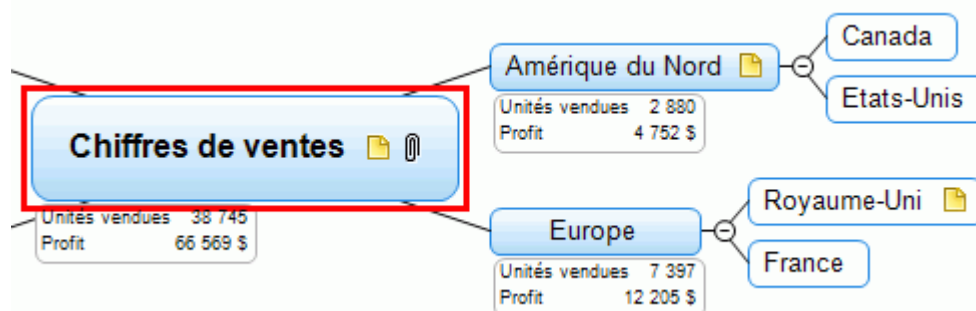 Chiffres de ventes
Unités vendues 38 745
Profit 66 569 $
Amérique du Nord
Unités vendues 2 880
Profit 4 752 $
Canada
Etats-Unis
Europe
Unités vendues 7 397
Profit 12 205 $
Royaume-Uni
France